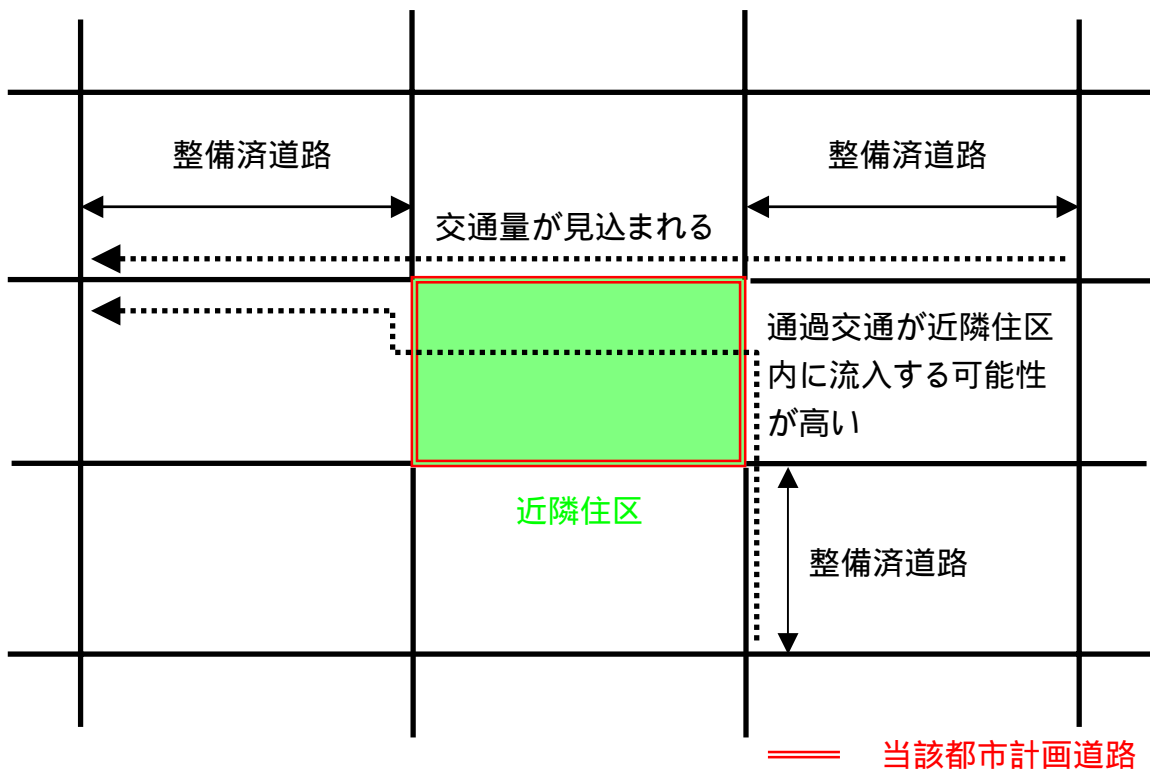 整備済道路
整備済道路
交通量が見込まれる
通過交通が近隣住区
内に流入する可能性
が高い
近隣住区
整備済道路
当該都市計画道路